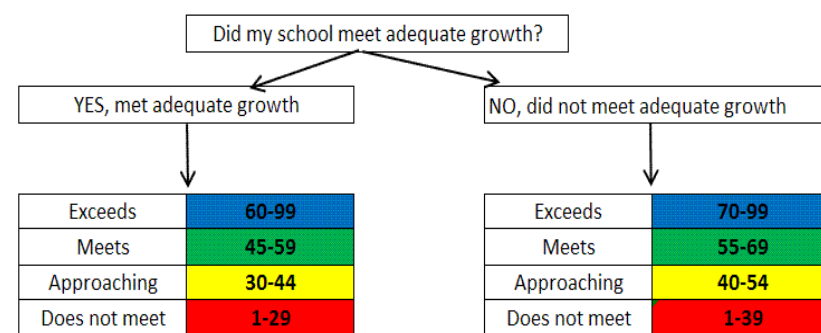 Did my school meet adequate growth?
YES, met adequate growth
NO, did not meet adequate growth
Exceeds 60-99
Meets 45-59
Approaching 30-44
Does not meet 1-29
Exceeds 70-99
Meets 55-69
Approaching 40-54
Does not meet 1-39